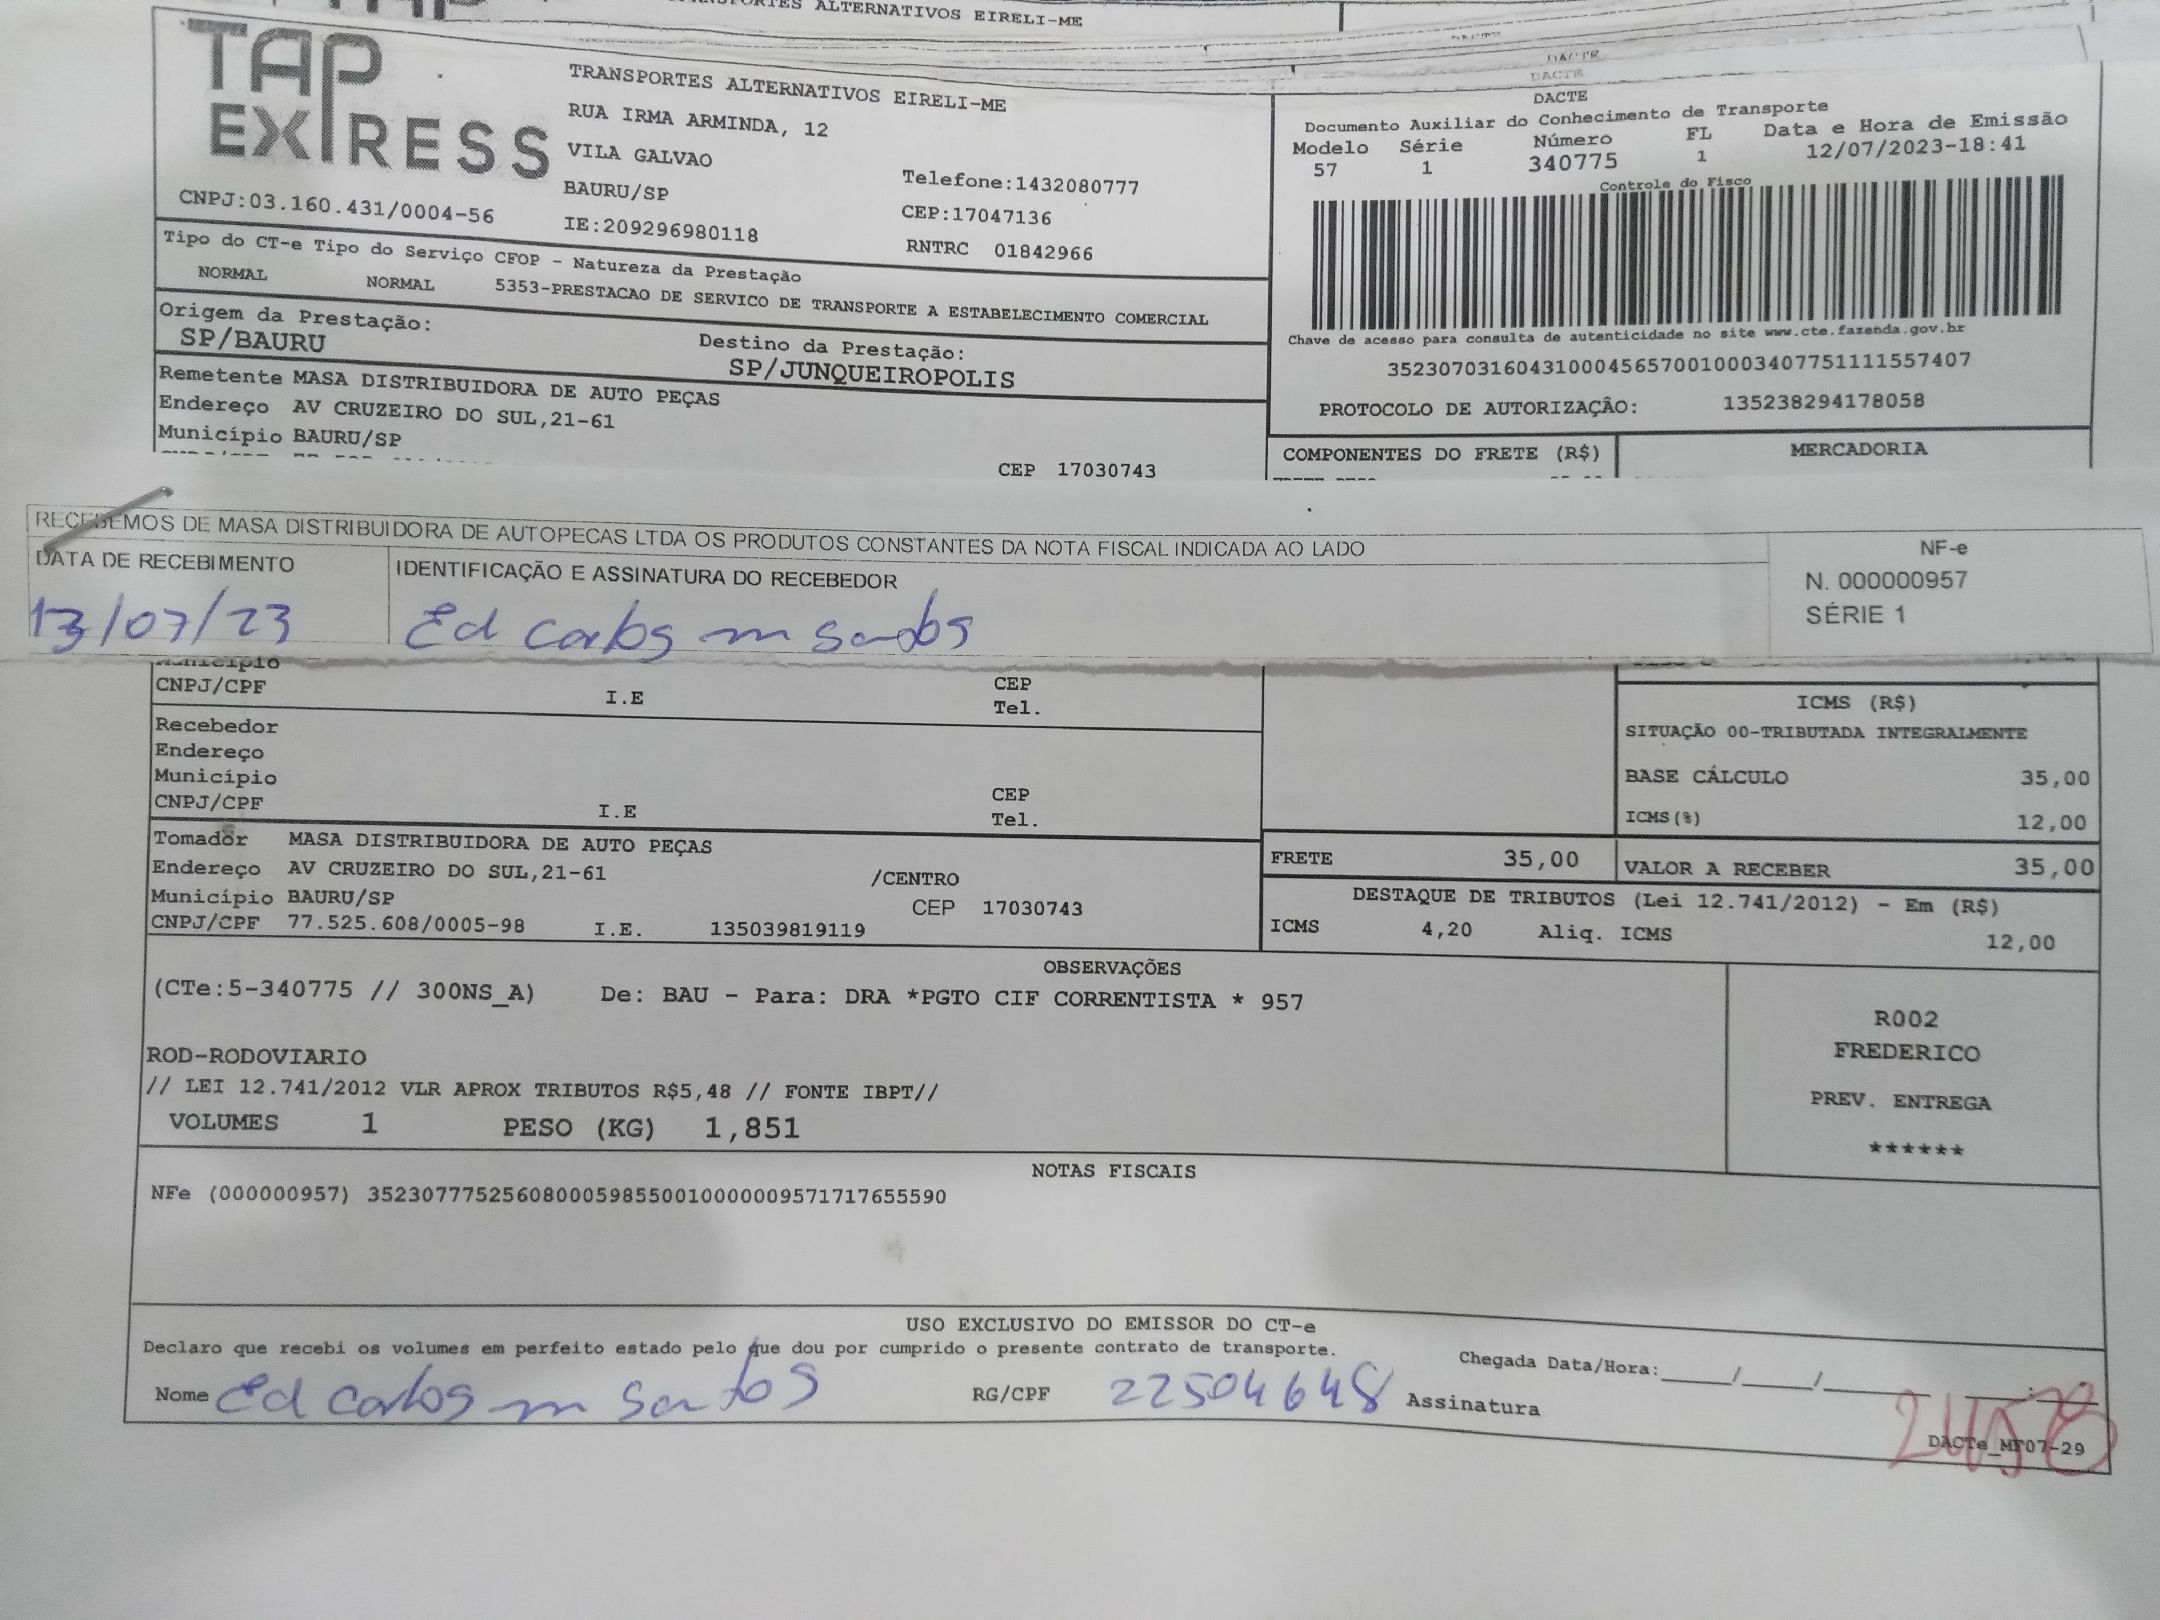 TRANSPORTES ALTERNATIVOS EIRELI-ME
TAP EXPRESS
TRANSPORTES ALTERNATIVOS EIRELI-ME
RUA IRMA ARMINDA, 12
VILA GALVAO
BAURU/SP
Telefone:1432080777
CNPJ:03.160.431/0004-56
IE:209296980118
CEP:17047136
RNTRC 01842966
DACTE
DACTE
DACTE
Documento Auxiliar do Conhecimento de Transporte
Modelo Série Número FL Data e Hora de Emissão
57 1 340775 1 12/07/2023-18:41
Controle do Fisco
Chave de acesso para consulta de autenticidade no site www.cte.fazenda.gov.br
35230703160431000456570010003407751111557407
PROTOCOLO DE AUTORIZAÇÃO: 135238294178058
Tipo do CT-e Tipo do Serviço CFOP - Natureza da Prestação
NORMAL NORMAL 5353-PRESTACAO DE SERVICO DE TRANSPORTE A ESTABELECIMENTO COMERCIAL
Origem da Prestação: Destino da Prestação:
SP/BAURU SP/JUNQUEIROPOLIS
Remetente MASA DISTRIBUIDORA DE AUTO PEÇAS
Endereço AV CRUZEIRO DO SUL,21-61
Município BAURU/SP
CEP 17030743
COMPONENTES DO FRETE (R$) MERCADORIA
RECEBEMOS DE MASA DISTRIBUIDORA DE AUTOPECAS LTDA OS PRODUTOS CONSTANTES DA NOTA FISCAL INDICADA AO LADO
DATA DE RECEBIMENTO IDENTIFICAÇÃO E ASSINATURA DO RECEBEDOR
13/07/23 Ed Carlos m Santos
NF-e
N. 000000957
SÉRIE 1
Município
CNPJ/CPF I.E CEP
Tel.
Recebedor
Endereço
Município
CNPJ/CPF I.E CEP
Tel.
ICMS (R$)
SITUAÇÃO 00-TRIBUTADA INTEGRALMENTE
BASE CÁLCULO 35,00
ICMS(%) 12,00
Tomador MASA DISTRIBUIDORA DE AUTO PEÇAS
Endereço AV CRUZEIRO DO SUL,21-61 /CENTRO
Município BAURU/SP CEP 17030743
CNPJ/CPF 77.525.608/0005-98 I.E. 135039819119
FRETE 35,00 VALOR A RECEBER 35,00
DESTAQUE DE TRIBUTOS (Lei 12.741/2012) - Em (R$)
ICMS 4,20 Aliq. ICMS 12,00
OBSERVAÇÕES
(CTe:5-340775 // 300NS_A) De: BAU - Para: DRA *PGTO CIF CORRENTISTA * 957
ROD-RODOVIARIO
// LEI 12.741/2012 VLR APROX TRIBUTOS R$5,48 // FONTE IBPT//
VOLUMES 1 PESO (KG) 1,851
R002
FREDERICO
PREV. ENTREGA
******
NOTAS FISCAIS
NFe (000000957) 35230777525608000598550010000009571717655590
USO EXCLUSIVO DO EMISSOR DO CT-e
Declaro que recebi os volumes em perfeito estado pelo que dou por cumprido o presente contrato de transporte.
Chegada Data/Hora:____/____/______ __:__
Nome Ed Carlos m Santos RG/CPF 22504648 Assinatura
DACTe_MT07-29